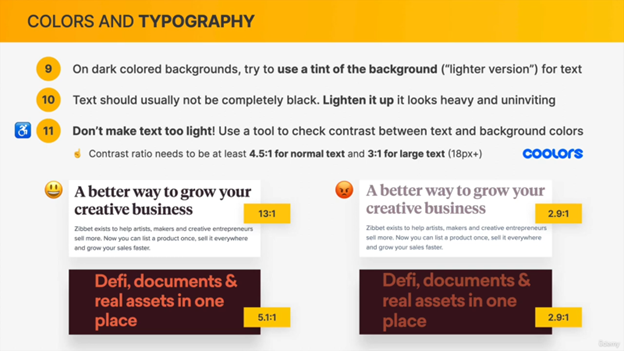 COLORS AND TYPOGRAPHY
9 On dark colored backgrounds, try to use a tint of the background (“lighter version”) for text
10 Text should usually not be completely black. Lighten it up it looks heavy and uninviting
11 Don’t make text too light! Use a tool to check contrast between text and background colors
Contrast ratio needs to be at least 4.5:1 for normal text and 3:1 for large text (18px+)
COOLORS
A better way to grow your
creative business
13:1
Zibbet exists to help artists, makers and creative entrepreneurs
sell more. Now you can list a product once, sell it everywhere
and grow your sales faster.
Defi, documents &
real assets in one
place
5.1:1
A better way to grow your
creative business
2.9:1
Zibbet exists to help artists, makers and creative entrepreneurs
sell more. Now you can list a product once, sell it everywhere
and grow your sales faster.
Defi, documents &
real assets in one
place
2.9:1
Udemy